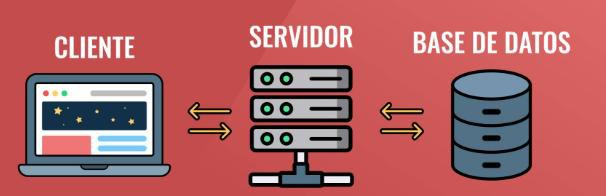 CLIENTE
SERVIDOR
BASE DE DATOS